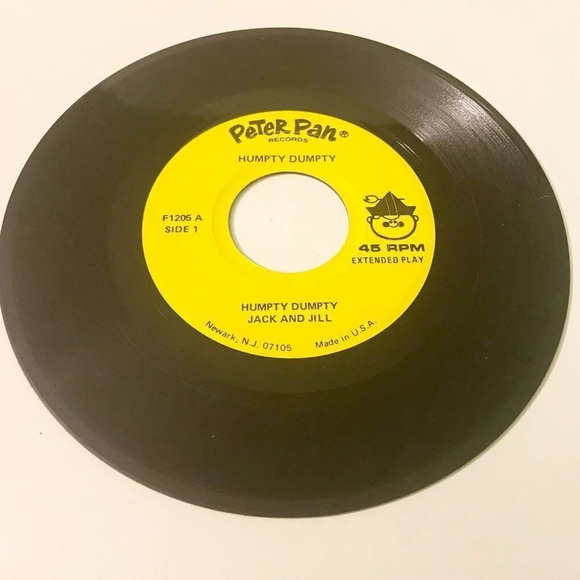 PETER PAN®
RECORDS
HUMPTY DUMPTY
F1205 A
SIDE 1
45 RPM
EXTENDED PLAY
HUMPTY DUMPTY
JACK AND JILL
Newark, N.J. 07105
Made in U.S.A.